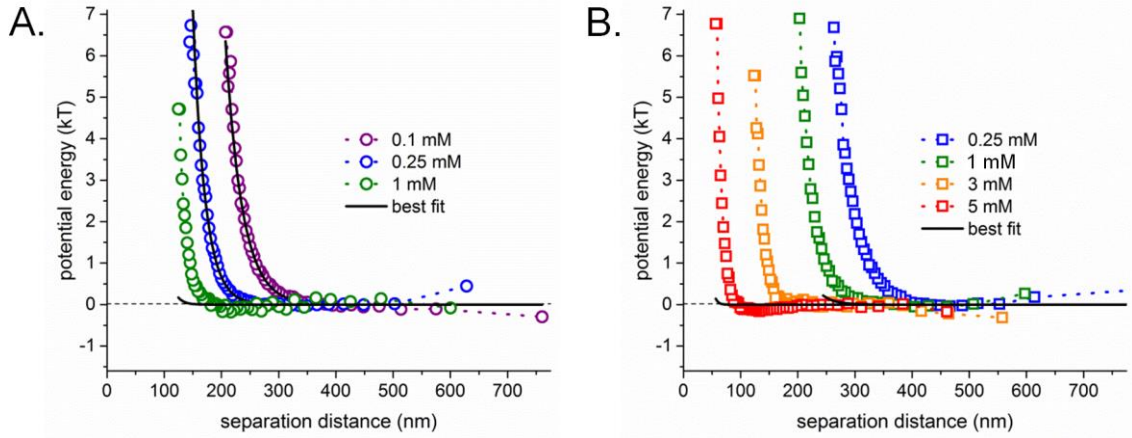 A.
7
6
5
4
3
2
1
0
-1
potential energy (kT)
0.1 mM
0.25 mM
1 mM
best fit
0 100 200 300 400 500 600 700
separation distance (nm)
B.
7
6
5
4
3
2
1
0
-1
potential energy (kT)
0.25 mM
1 mM
3 mM
5 mM
best fit
0 100 200 300 400 500 600 700
separation distance (nm)